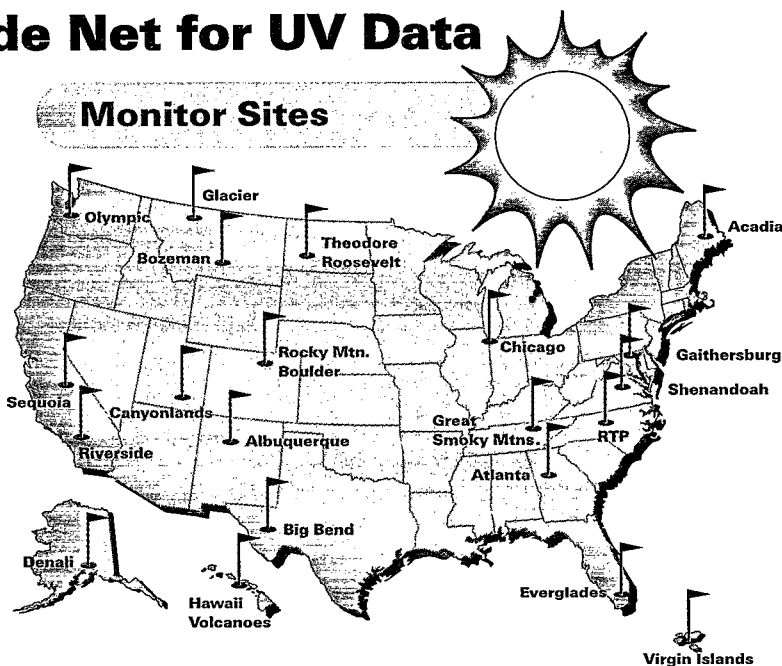 de Net for UV Data
Monitor Sites
Glacier
Olympic
Acadia
Theodore
Roosevelt
Bozeman
Chicago
Rocky Mtn.
Boulder
Gaithersburg
Shenandoah
Sequoia
Canyonlands
Great
Smoky Mtns.
RTP
Albuquerque
Riverside
Atlanta
Big Bend
Denali
Everglades
Hawaii
Volcanoes
Virgin Islands